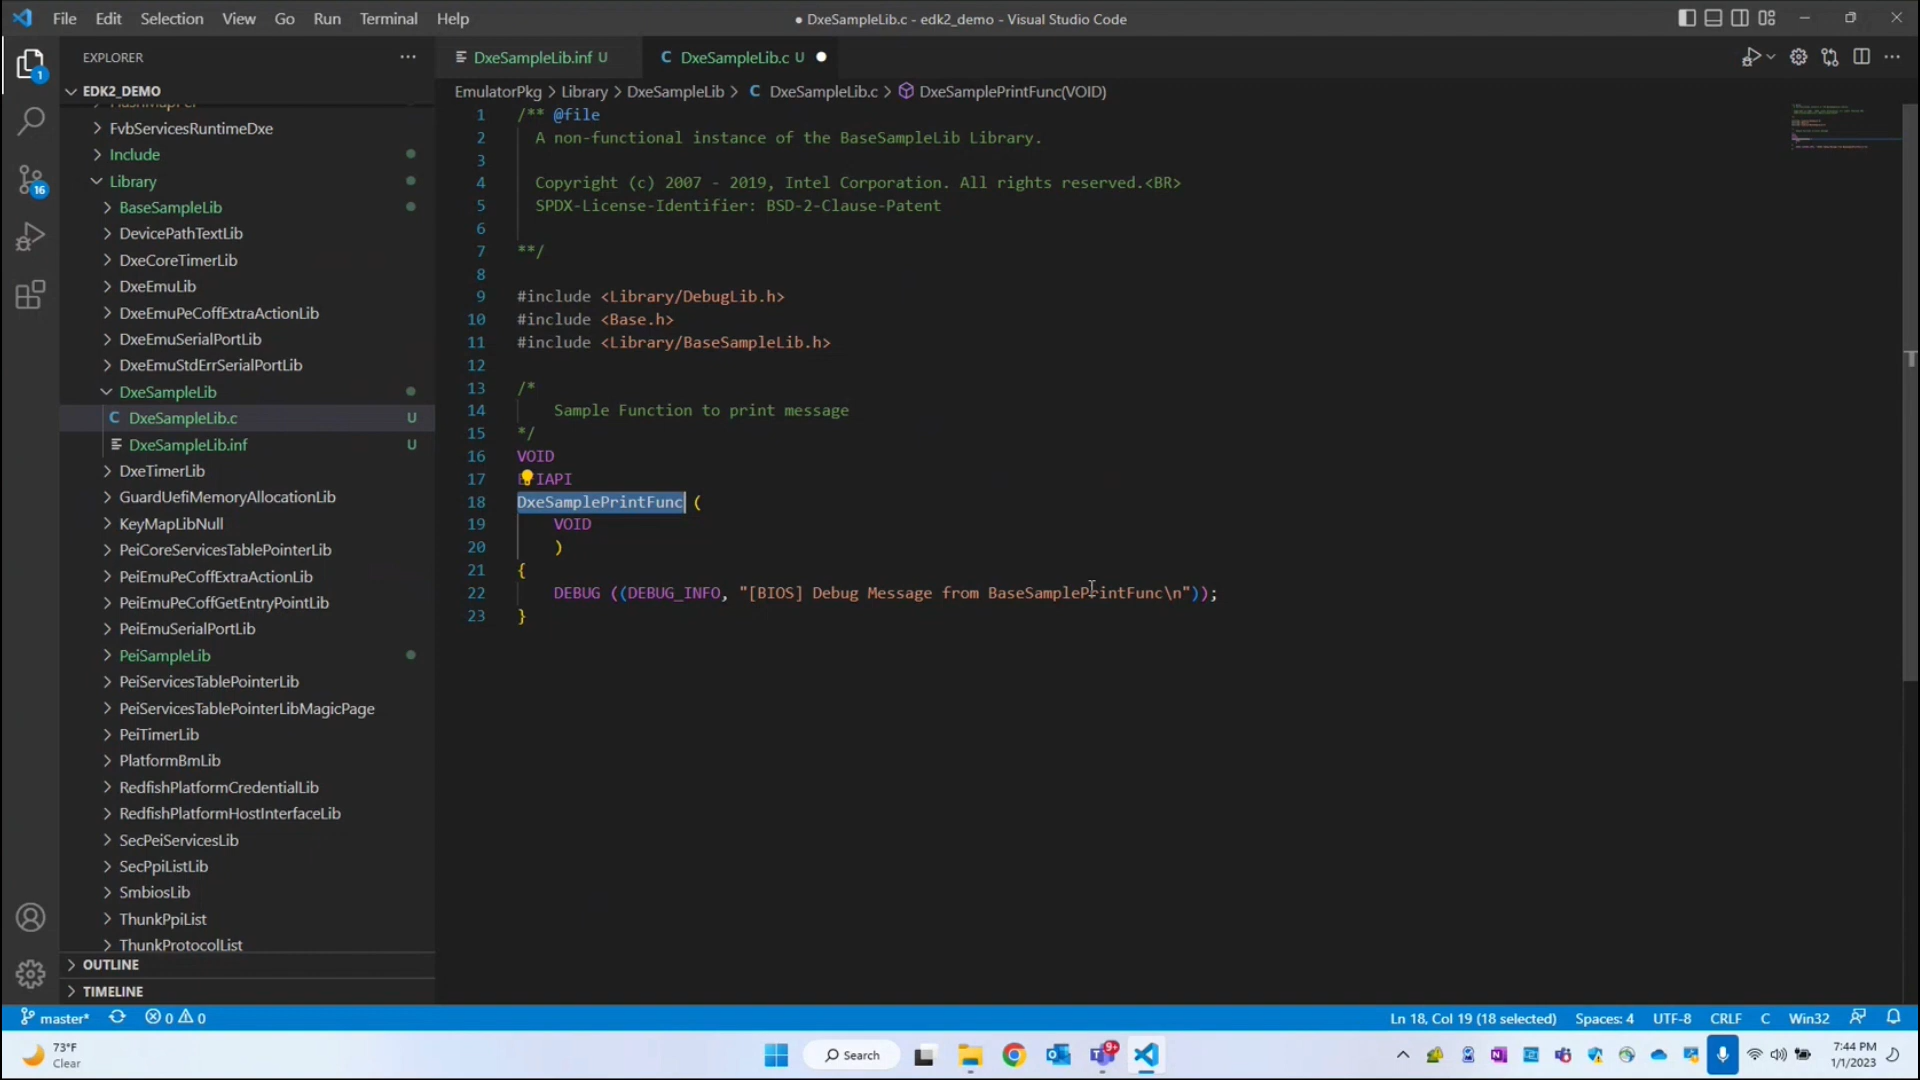 File Edit Selection View Go Run Terminal Help
● DxeSampleLib.c - edk2_demo - Visual Studio Code
EXPLORER
EDK2_DEMO
FvbServicesRuntimeDxe
Include
Library
BaseSampleLib
DevicePathTextLib
DxeCoreTimerLib
DxeEmuLib
DxeEmuPeCoffExtraActionLib
DxeEmuSerialPortLib
DxeEmuStdErrSerialPortLib
DxeSampleLib
C DxeSampleLib.c U
DxeSampleLib.inf U
DxeTimerLib
GuardUefiMemoryAllocationLib
KeyMapLibNull
PeiCoreServicesTablePointerLib
PeiEmuPeCoffExtraActionLib
PeiEmuPeCoffGetEntryPointLib
PeiEmuSerialPortLib
PeiSampleLib
PeiServicesTablePointerLib
PeiServicesTablePointerLibMagicPage
PeiTimerLib
PlatformBmLib
RedfishPlatformCredentialLib
RedfishPlatformHostInterfaceLib
SecPeiServicesLib
SecPpiListLib
SmbiosLib
ThunkPpiList
ThunkProtocolList
OUTLINE
TIMELINE
1
16
DxeSampleLib.inf U
C DxeSampleLib.c U ●
EmulatorPkg > Library > DxeSampleLib > C DxeSampleLib.c > DxeSamplePrintFunc(VOID)
1 /** @file
2 A non-functional instance of the BaseSampleLib Library.
3
4 Copyright (c) 2007 - 2019, Intel Corporation. All rights reserved.<BR>
5 SPDX-License-Identifier: BSD-2-Clause-Patent
6
7 **/
8
9 #include <Library/DebugLib.h>
10 #include <Base.h>
11 #include <Library/BaseSampleLib.h>
12
13 /*
14 Sample Function to print message
15 */
16 VOID
17 IAPI
18 DxeSamplePrintFunc (
19 VOID
20 )
21 {
22 DEBUG ((DEBUG_INFO, "[BIOS] Debug Message from BaseSamplePrintFunc\n"));
23 }
master* 0 0
Ln 18, Col 19 (18 selected) Spaces: 4 UTF-8 CRLF C Win32
73°F
Clear
Search
9+
7:44 PM
1/1/2023